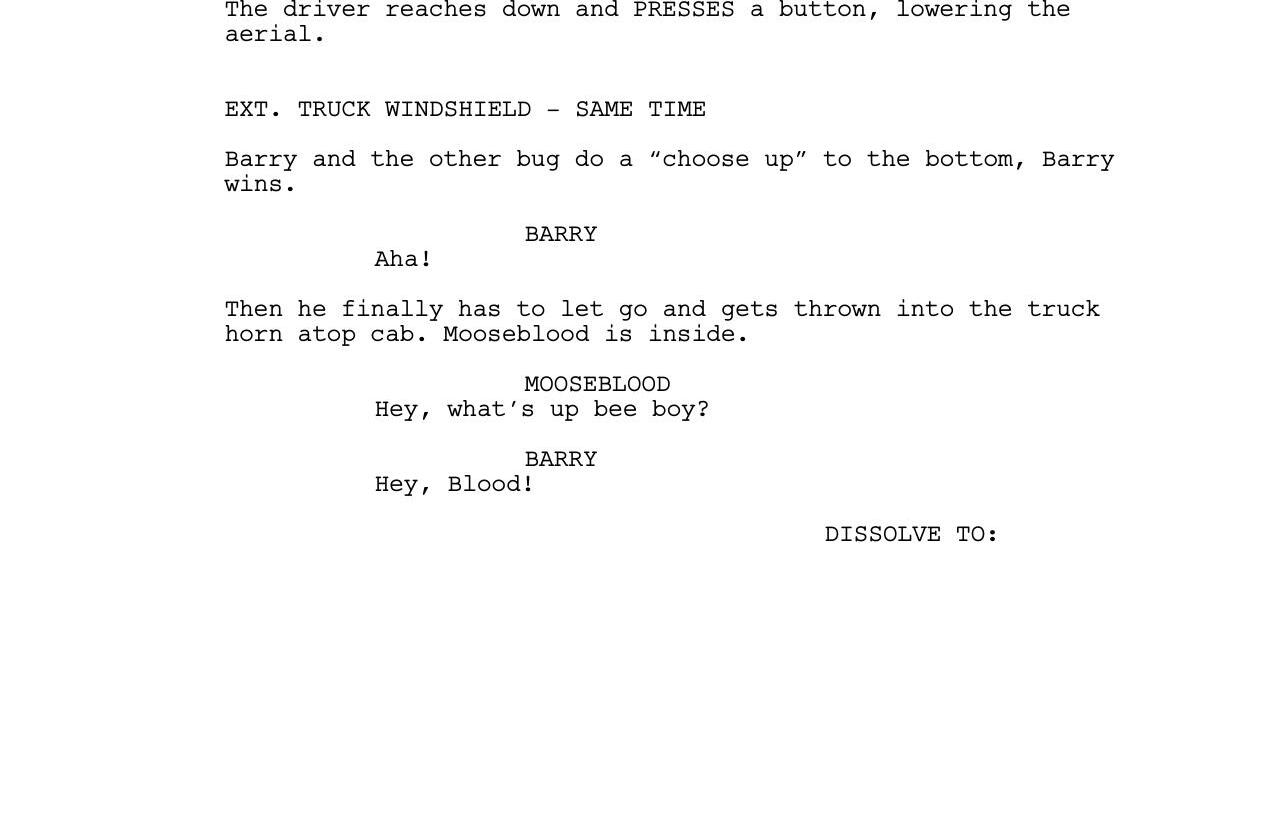 The driver reaches down and PRESSES a button, lowering the
aerial.
EXT. TRUCK WINDSHIELD – SAME TIME
Barry and the other bug do a “choose up” to the bottom, Barry
wins.
BARRY
Aha!
Then he finally has to let go and gets thrown into the truck
horn atop cab. Mooseblood is inside.
MOOSEBLOOD
Hey, what’s up bee boy?
BARRY
Hey, Blood!
DISSOLVE TO: